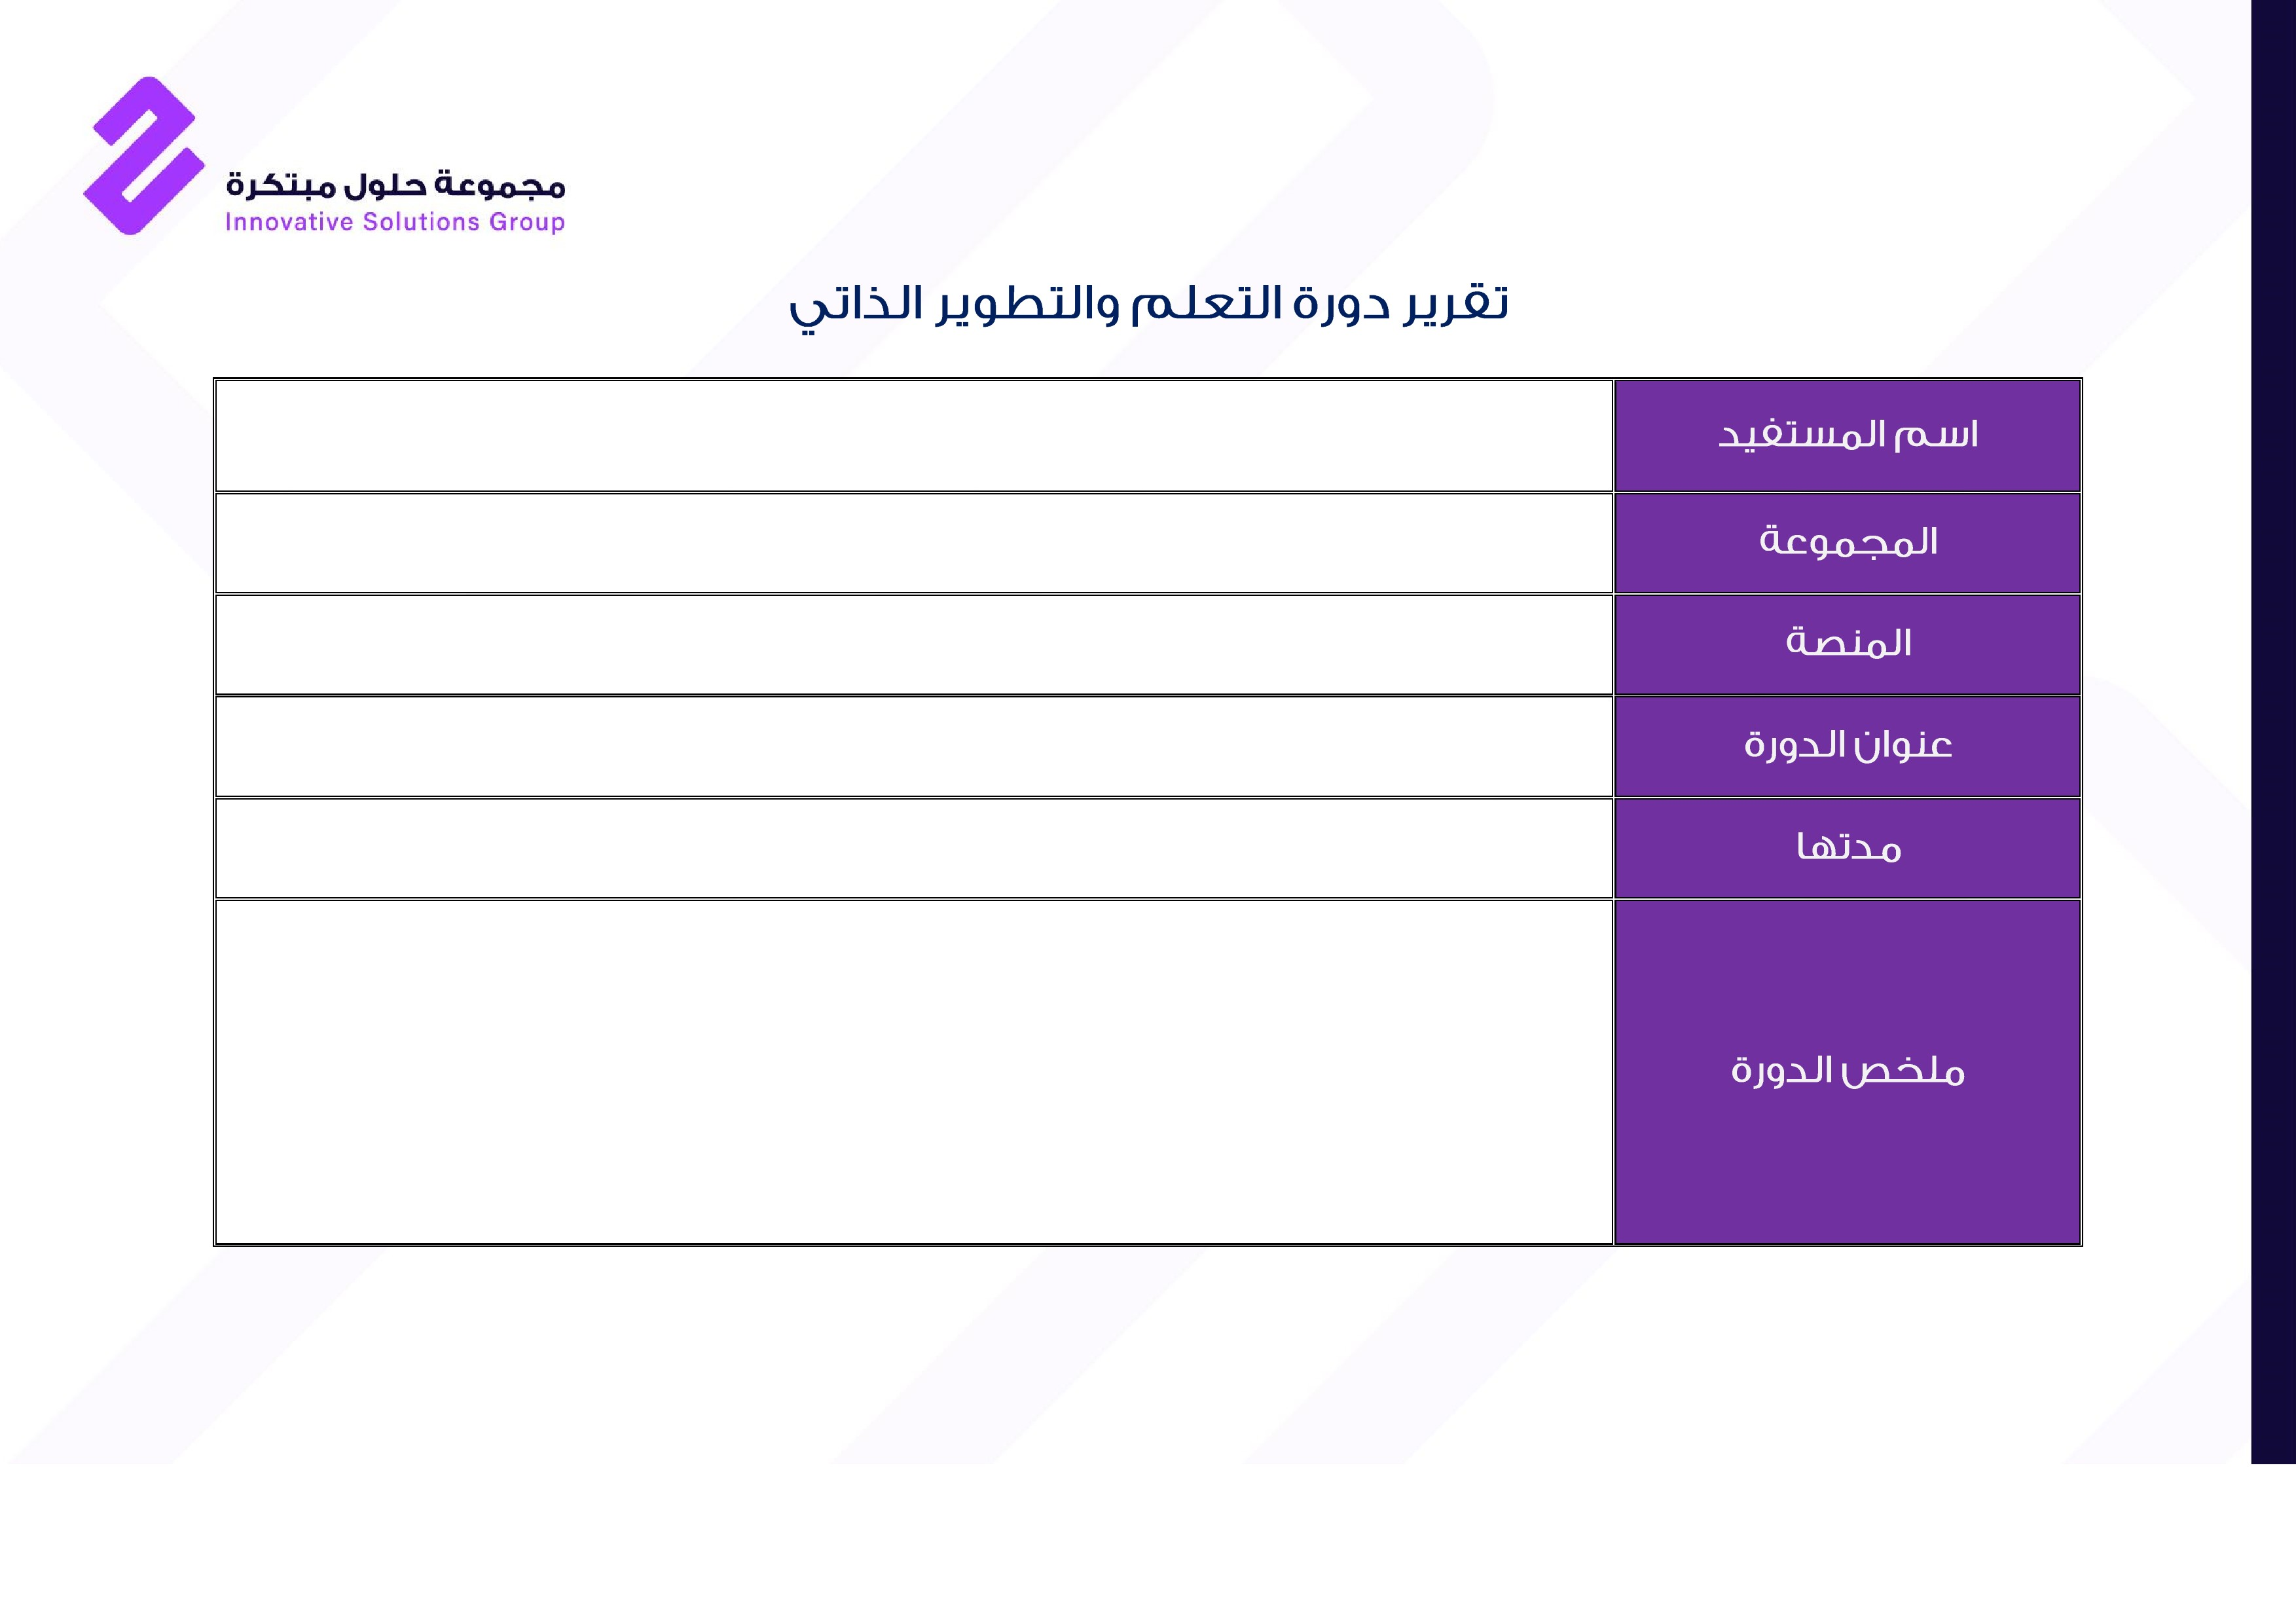 مجموعة حلول مبتكرة
Innovative Solutions Group
تقرير دورة التعلم والتطوير الذاتي
اسم المستفيد
المجموعة
المنصة
عنوان الدورة
مدتها
ملخص الدورة